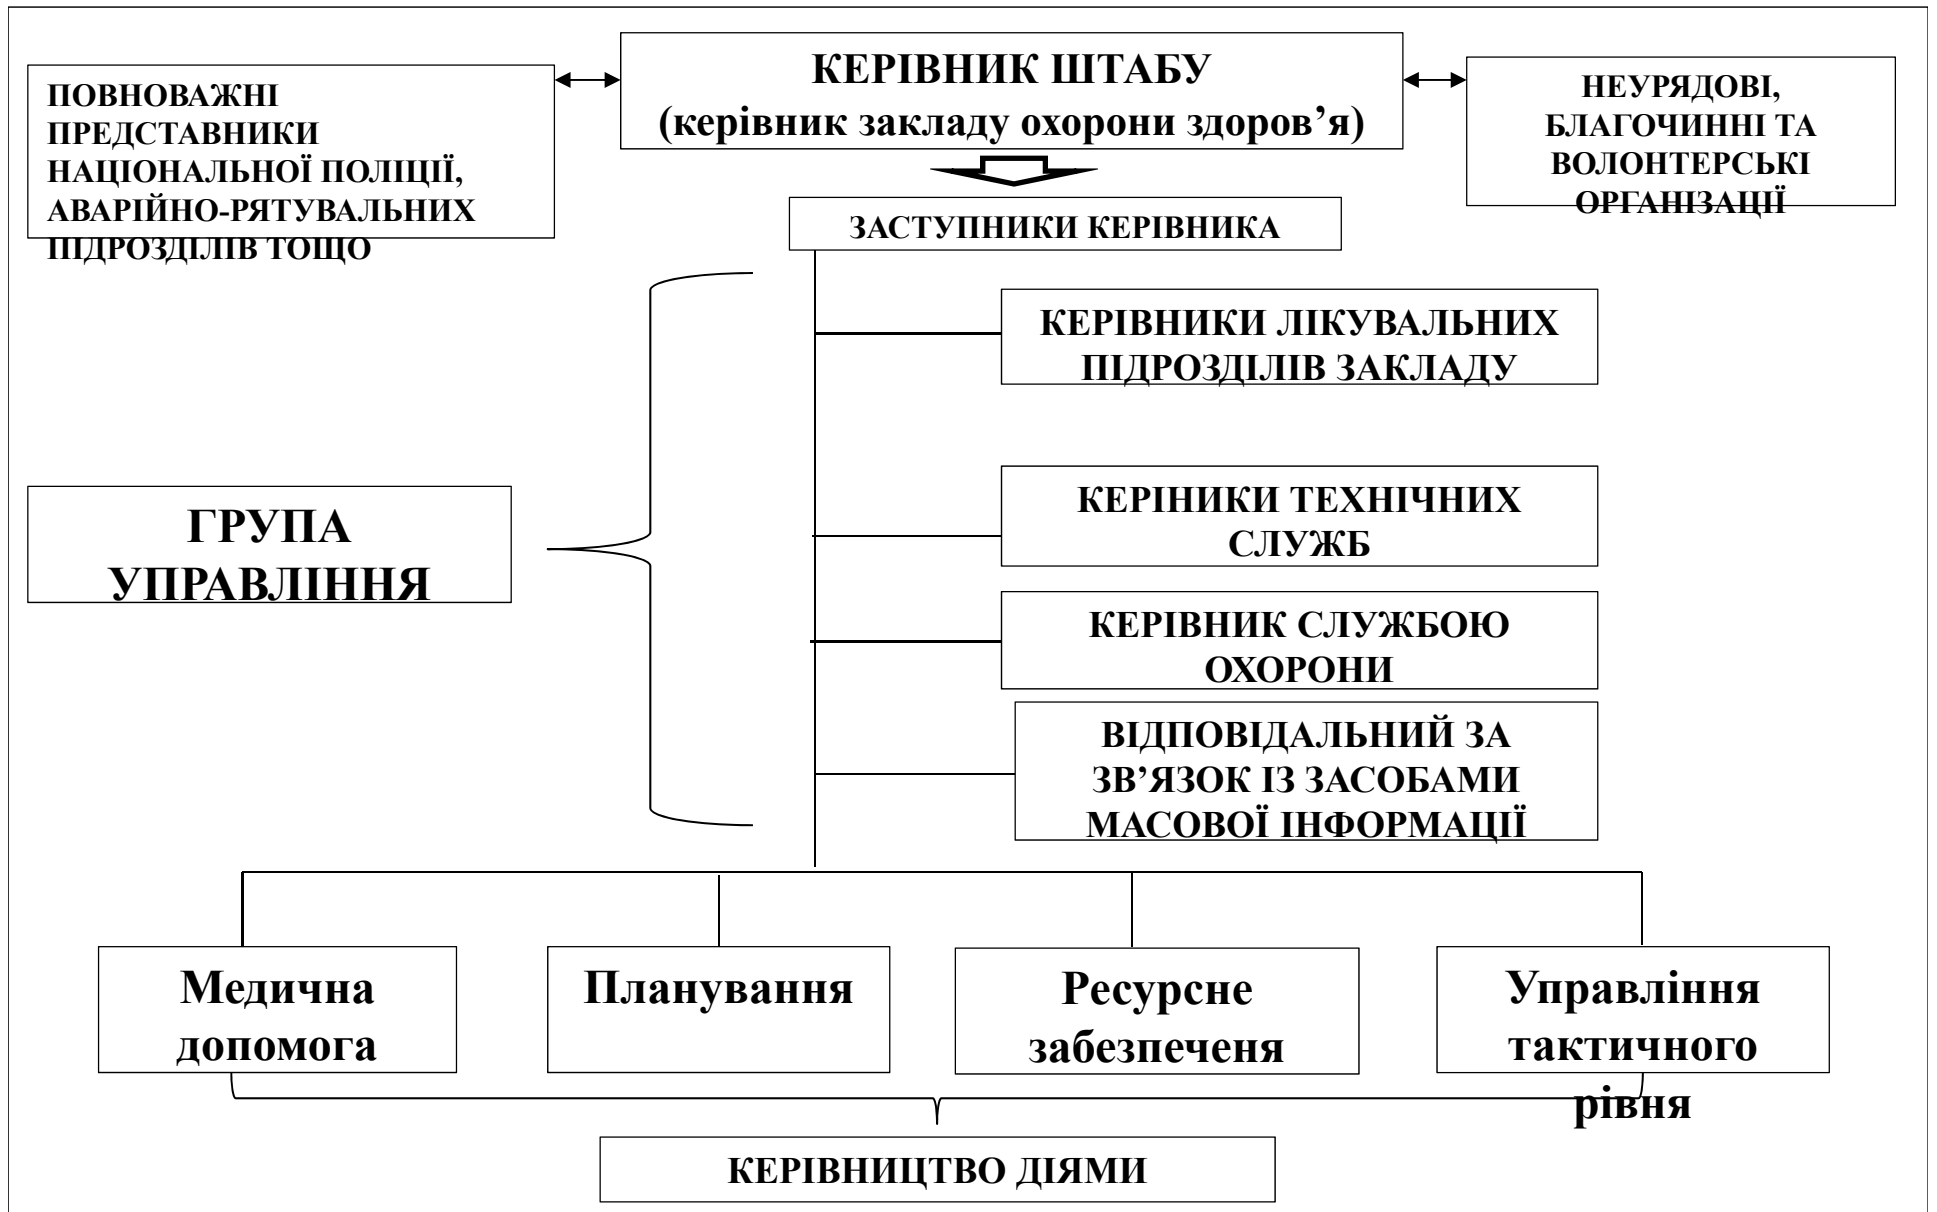 КЕРІВНИК ШТАБУ
(керівник закладу охорони здоров’я)
ПОВНОВАЖНІ
ПРЕДСТАВНИКИ
НАЦІОНАЛЬНОЇ ПОЛІЦІЇ,
АВАРІЙНО-РЯТУВАЛЬНИХ
ПІДРОЗДІЛІВ ТОЩО
НЕУРЯДОВІ,
БЛАГОЧИННІ ТА
ВОЛОНТЕРСЬКІ
ОРГАНІЗАЦІЇ
ЗАСТУПНИКИ КЕРІВНИКА
КЕРІВНИКИ ЛІКУВАЛЬНИХ
ПІДРОЗДІЛІВ ЗАКЛАДУ
ГРУПА
УПРАВЛІННЯ
КЕРІНИКИ ТЕХНІЧНИХ
СЛУЖБ
КЕРІВНИК СЛУЖБОЮ
ОХОРОНИ
ВІДПОВІДАЛЬНИЙ ЗА
ЗВ’ЯЗОК ІЗ ЗАСОБАМИ
МАСОВОЇ ІНФОРМАЦІЇ
Медична
допомога
Планування
Ресурсне
забезпеченя
Управління
тактичного
рівня
КЕРІВНИЦТВО ДІЯМИ